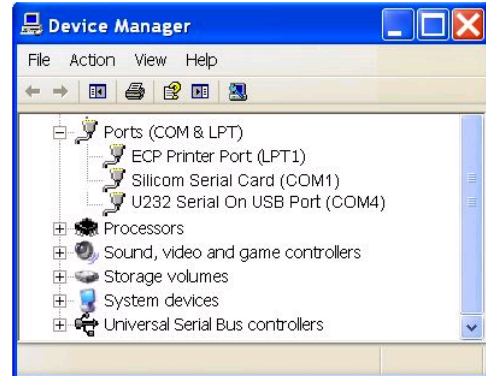 Device Manager
File Action View Help
Ports (COM & LPT)
ECP Printer Port (LPT1)
Silicom Serial Card (COM1)
U232 Serial On USB Port (COM4)
Processors
Sound, video and game controllers
Storage volumes
System devices
Universal Serial Bus controllers